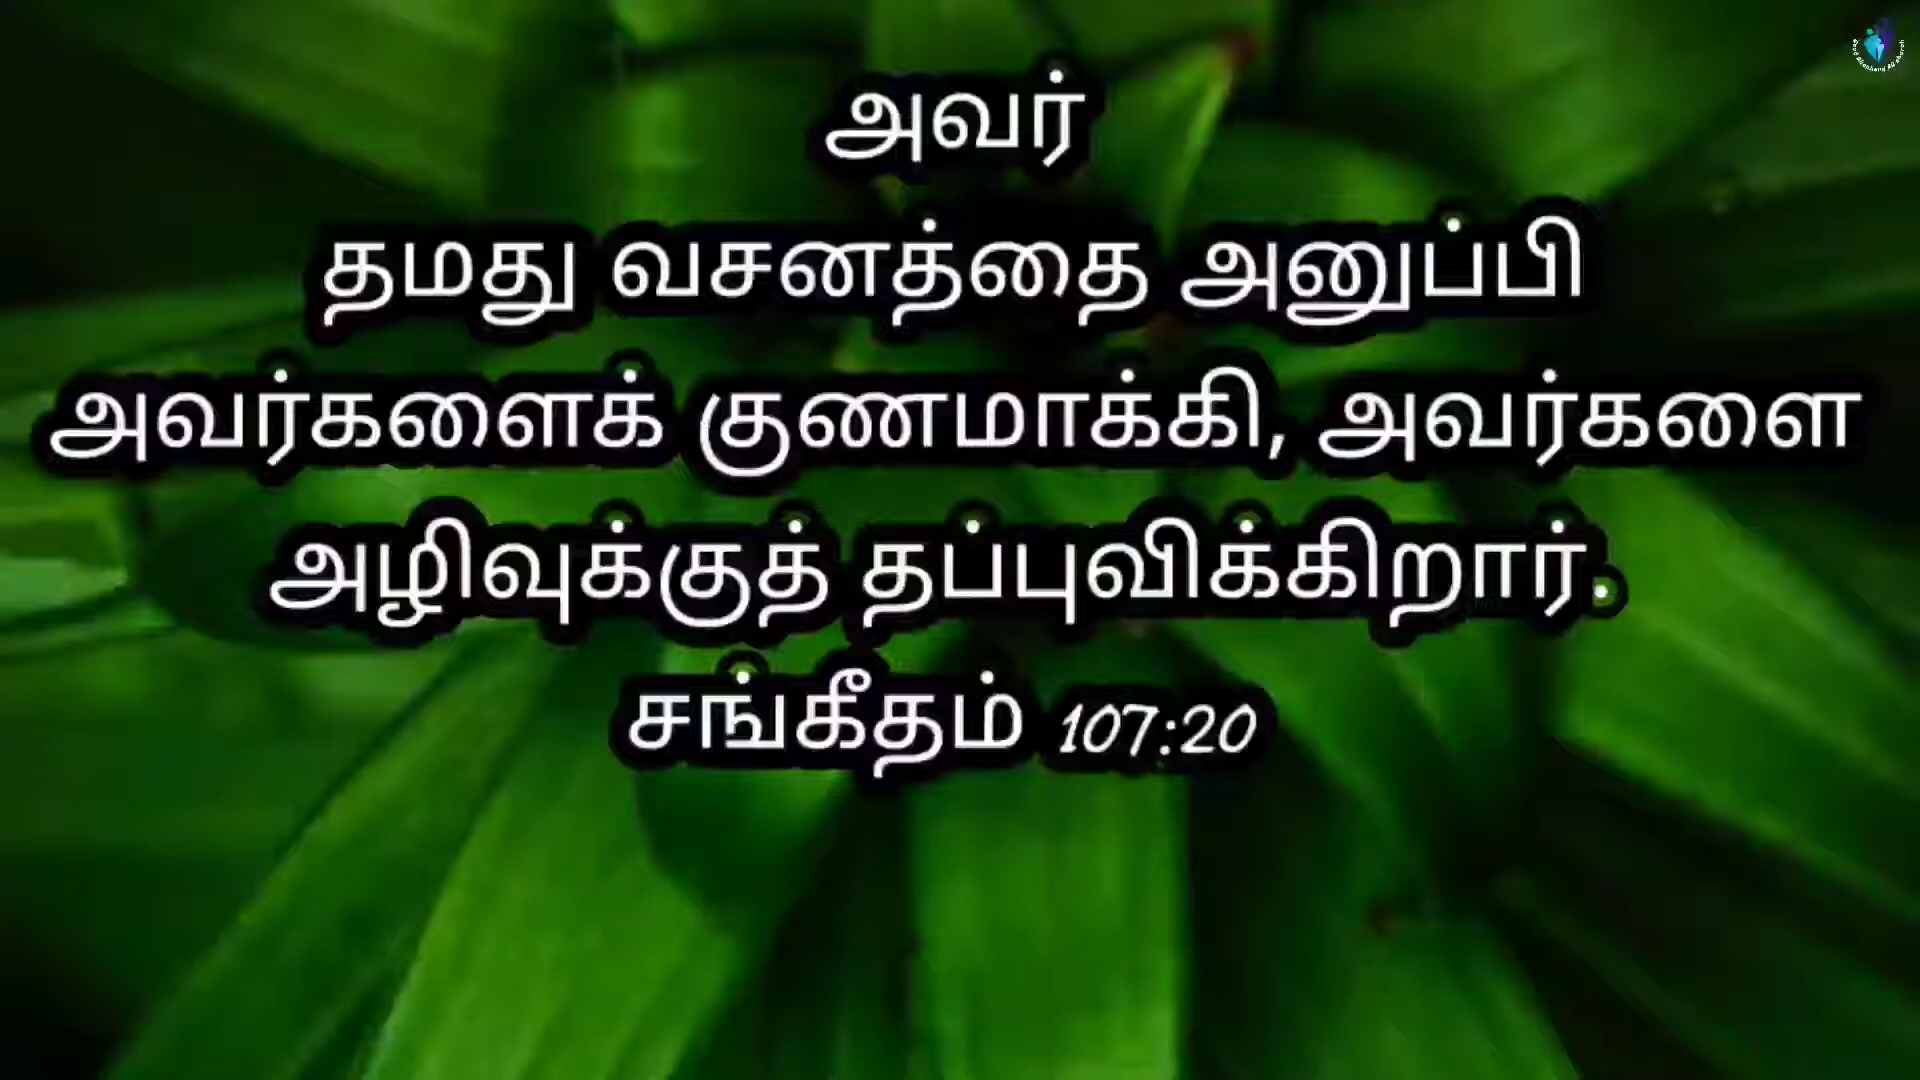 அவர்
தமது வசனத்தை அனுப்பி
அவர்களைக் குணமாக்கி, அவர்களை
அழிவுக்குத் தப்புவிக்கிறார்.
சங்கீதம் 107:20